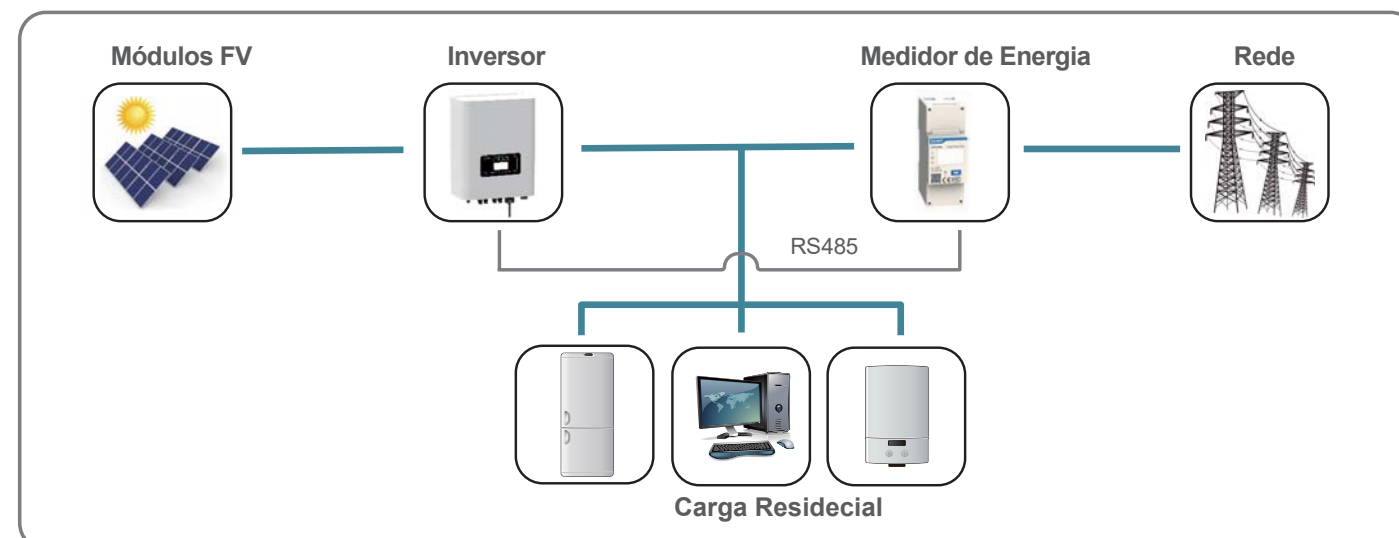 Módulos FV
Inversor
Medidor de Energia
Rede
RS485
Carga Residecial